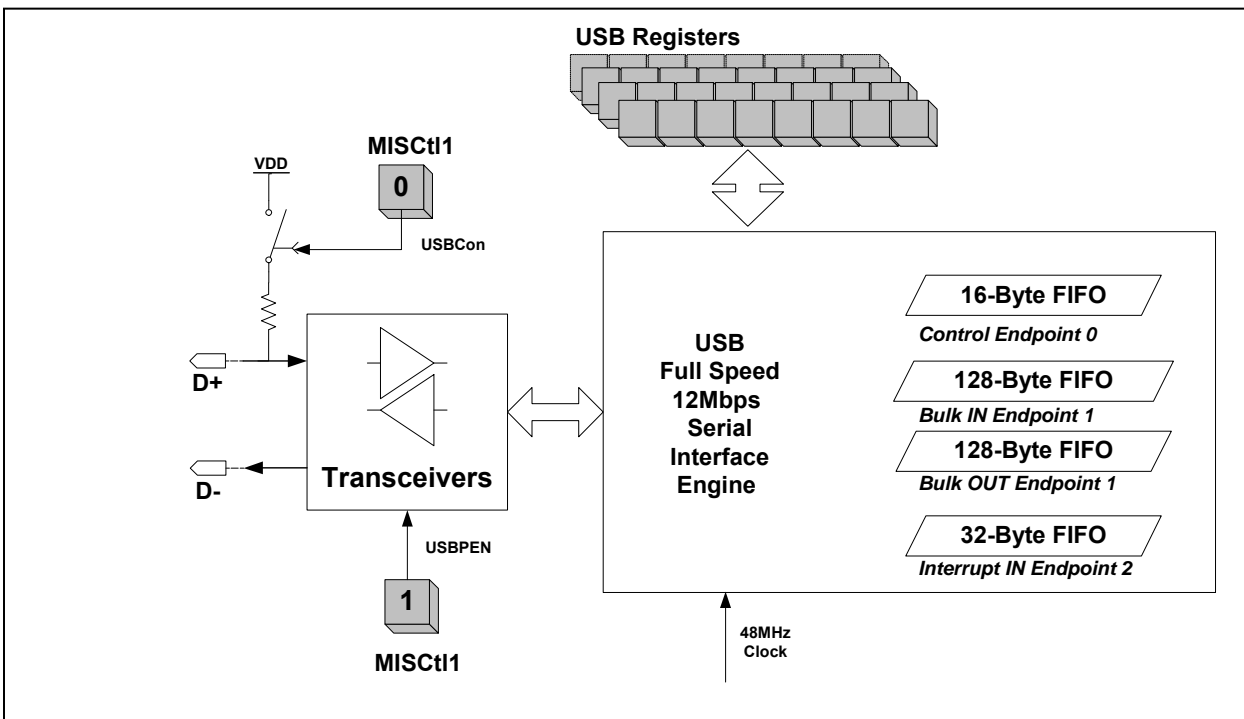 USB Registers
MISCtl1
0
VDD
USBCon
D+
D-
Transceivers
USBPEN
1
MISCtl1
USB
Full Speed
12Mbps
Serial
Interface
Engine
16-Byte FIFO
Control Endpoint 0
128-Byte FIFO
Bulk IN Endpoint 1
128-Byte FIFO
Bulk OUT Endpoint 1
32-Byte FIFO
Interrupt IN Endpoint 2
48MHz
Clock